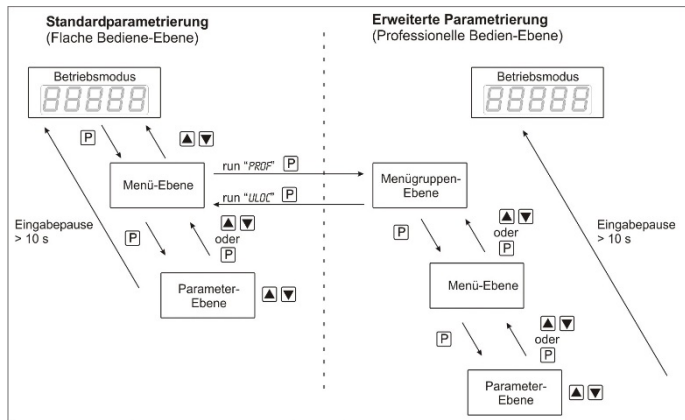 Standardparametrierung
(Flache Bediene-Ebene)
Betriebsmodus
88888
P
▲ ▼
Menü-Ebene
run "PROF" P
run "ULOC" P
Eingabepause
> 10 s
P
▲ ▼
oder
P
Parameter-
Ebene
▲ ▼
Erweiterte Parametrierung
(Professionelle Bedien-Ebene)
Betriebsmodus
88888
Menügruppen-
Ebene
P
▲ ▼
oder
P
Eingabepause
> 10 s
Menü-Ebene
P
▲ ▼
oder
P
Parameter-
Ebene
▲ ▼